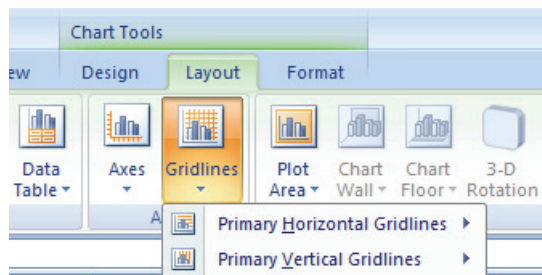 Chart Tools
ew Design Layout Format
Data Table Axes Gridlines Plot Area Chart Wall Chart Floor 3-D Rotation
A
Primary Horizontal Gridlines
Primary Vertical Gridlines